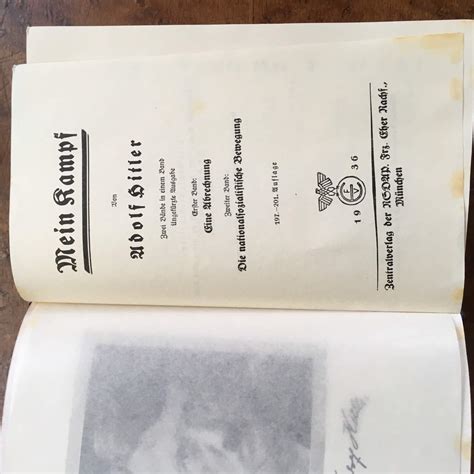 Mein Kampf
Von
Adolf Hitler
Zwei Bände in einem Band
Ungekürzte Ausgabe
Erster Band:
Eine Abrechnung
Zweiter Band:
Die nationalsozialistische Bewegung
197.–201. Auflage
1936
Zentralverlag der NSDAP. Frz. Eher Nachf.,
München